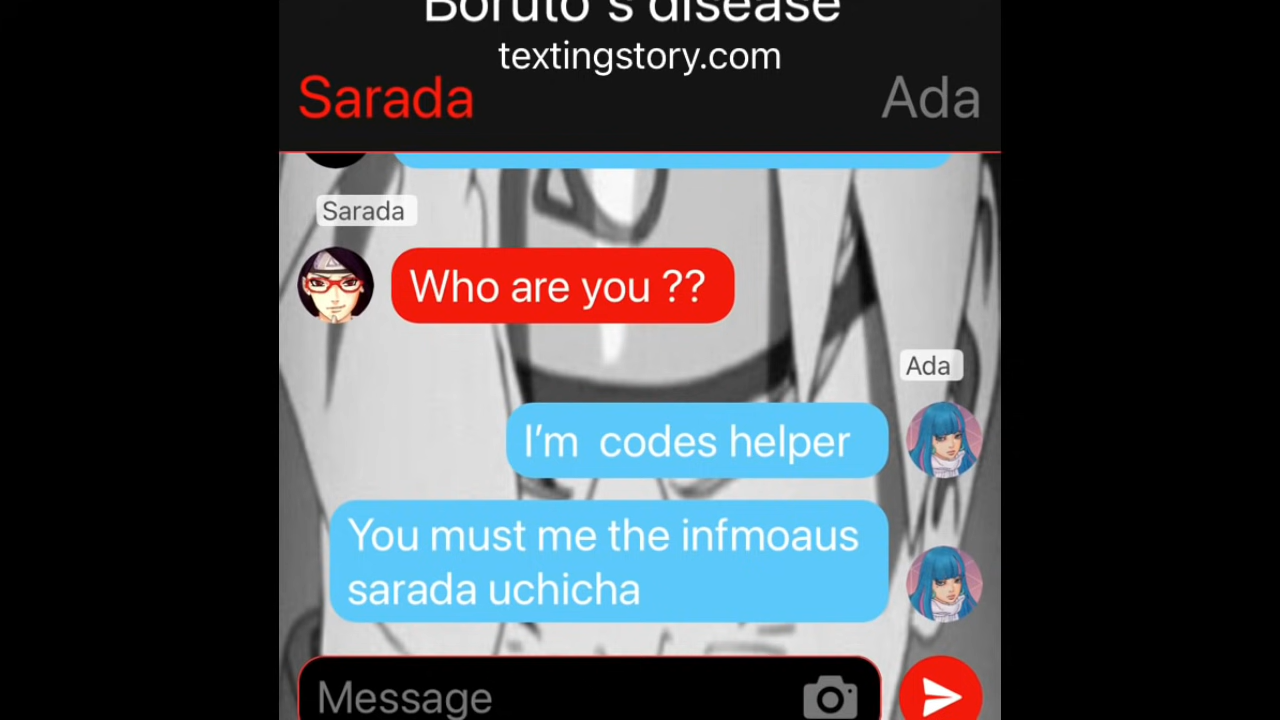 Boruto's disease
textingstory.com
Sarada
Ada
Sarada
Who are you ??
Ada
I'm  codes helper
You must me the infmoaus
sarada uchicha
Message